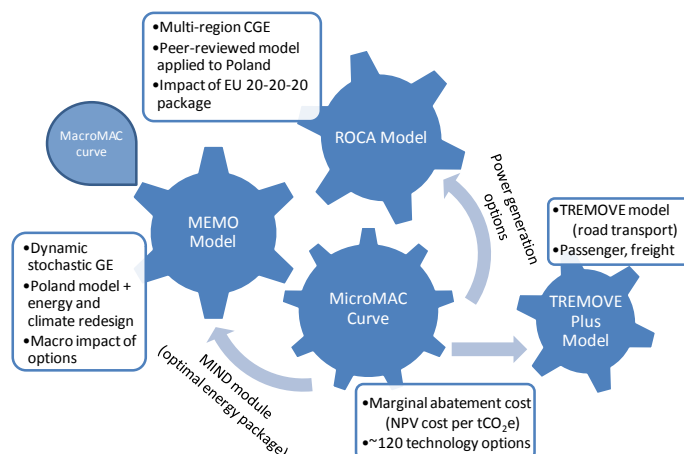 • Multi-region CGE
• Peer-reviewed model
applied to Poland
• Impact of EU 20-20-20
package
ROCA Model
MacroMAC
curve
MEMO
Model
Power generation
options
• TREMOVE model
(road transport)
• Passenger, freight
• Dynamic
stochastic GE
• Poland model +
energy and
climate redesign
• Macro impact of
options
MicroMAC
Curve
TREMOVE
Plus
Model
MIND module
(optimal energy package)
• Marginal abatement cost
(NPV cost per tCO₂e)
• ~120 technology options